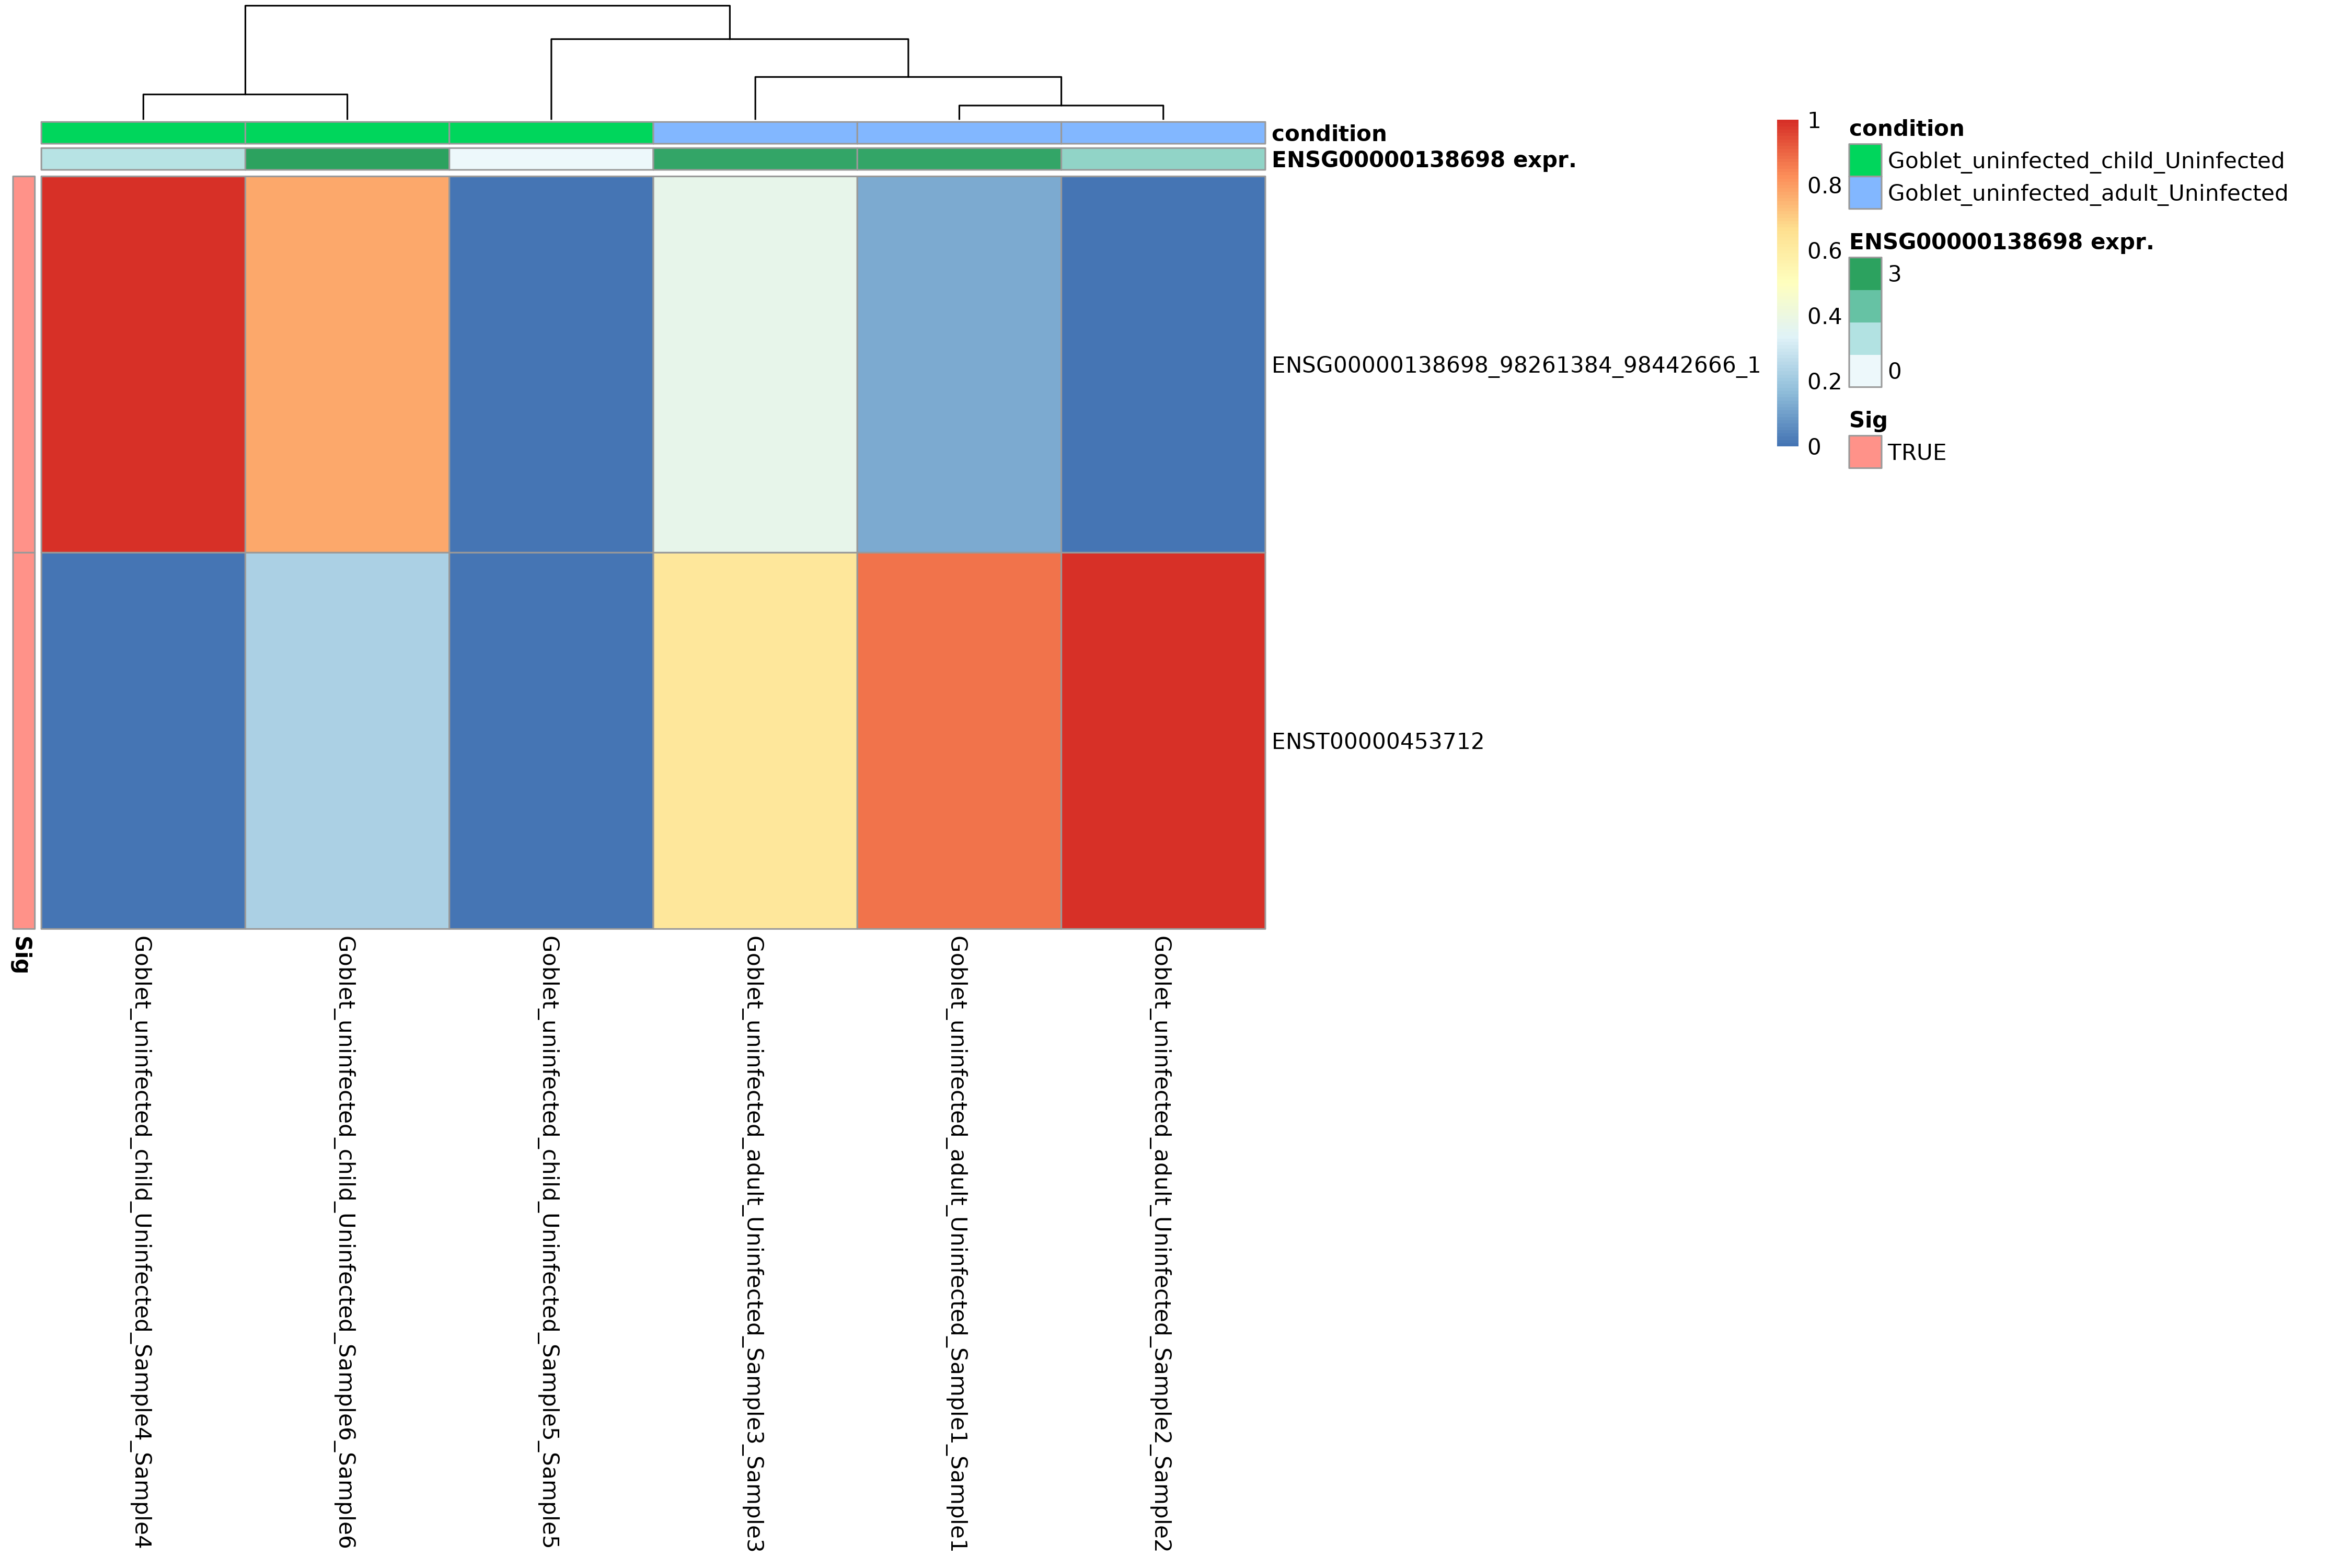 condition
ENSG00000138698 expr.
ENSG00000138698_98261384_98442666_1
ENST00000453712
Sig
Goblet_uninfected_child_Uninfected_Sample4_Sample4
Goblet_uninfected_child_Uninfected_Sample6_Sample6
Goblet_uninfected_child_Uninfected_Sample5_Sample5
Goblet_uninfected_adult_Uninfected_Sample3_Sample3
Goblet_uninfected_adult_Uninfected_Sample1_Sample1
Goblet_uninfected_adult_Uninfected_Sample2_Sample2
1
0.8
0.6
0.4
0.2
0
condition
Goblet_uninfected_child_Uninfected
Goblet_uninfected_adult_Uninfected
ENSG00000138698 expr.
3
0
Sig
TRUE